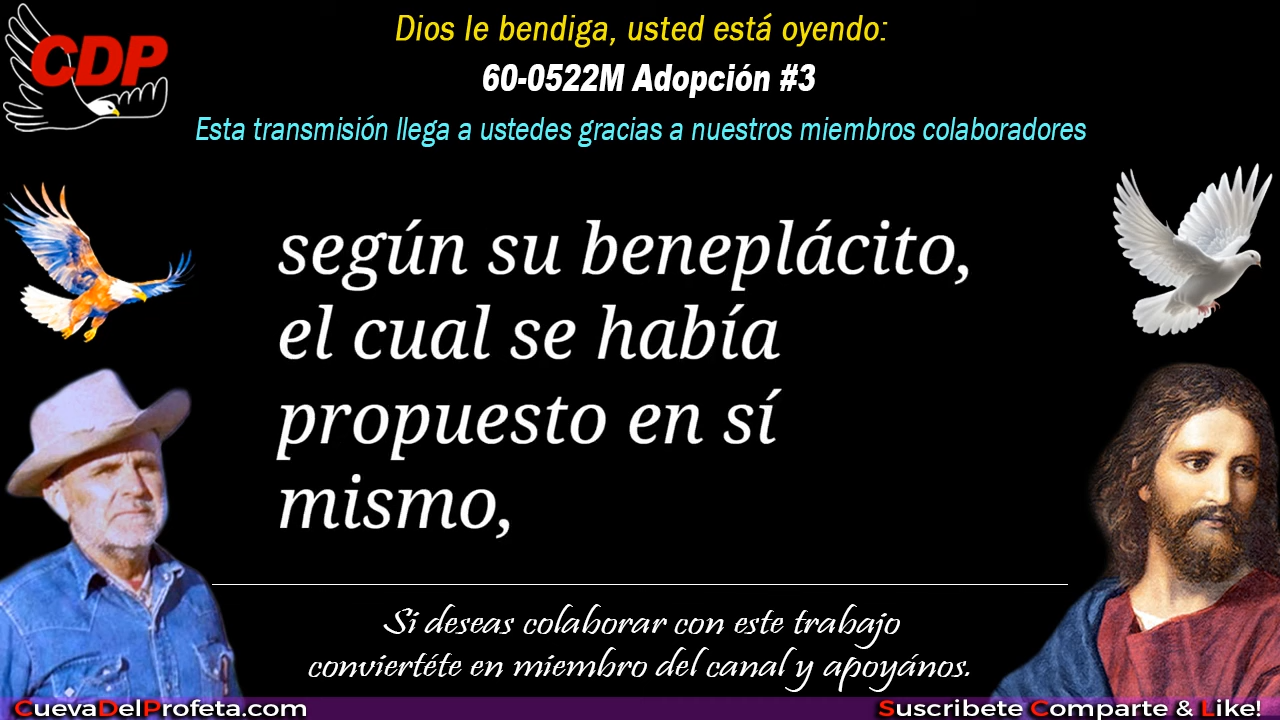 CDP
Dios le bendiga, usted está oyendo:
60-0522M Adopción #3
Esta transmisión llega a ustedes gracias a nuestros miembros colaboradores
según su beneplácito,
el cual se había
propuesto en sí
mismo,
Si deseas colaborar con este trabajo
conviertéte en miembro del canal y apoyános.
CuevaDelProfeta.com
Suscribete Comparte & Like!